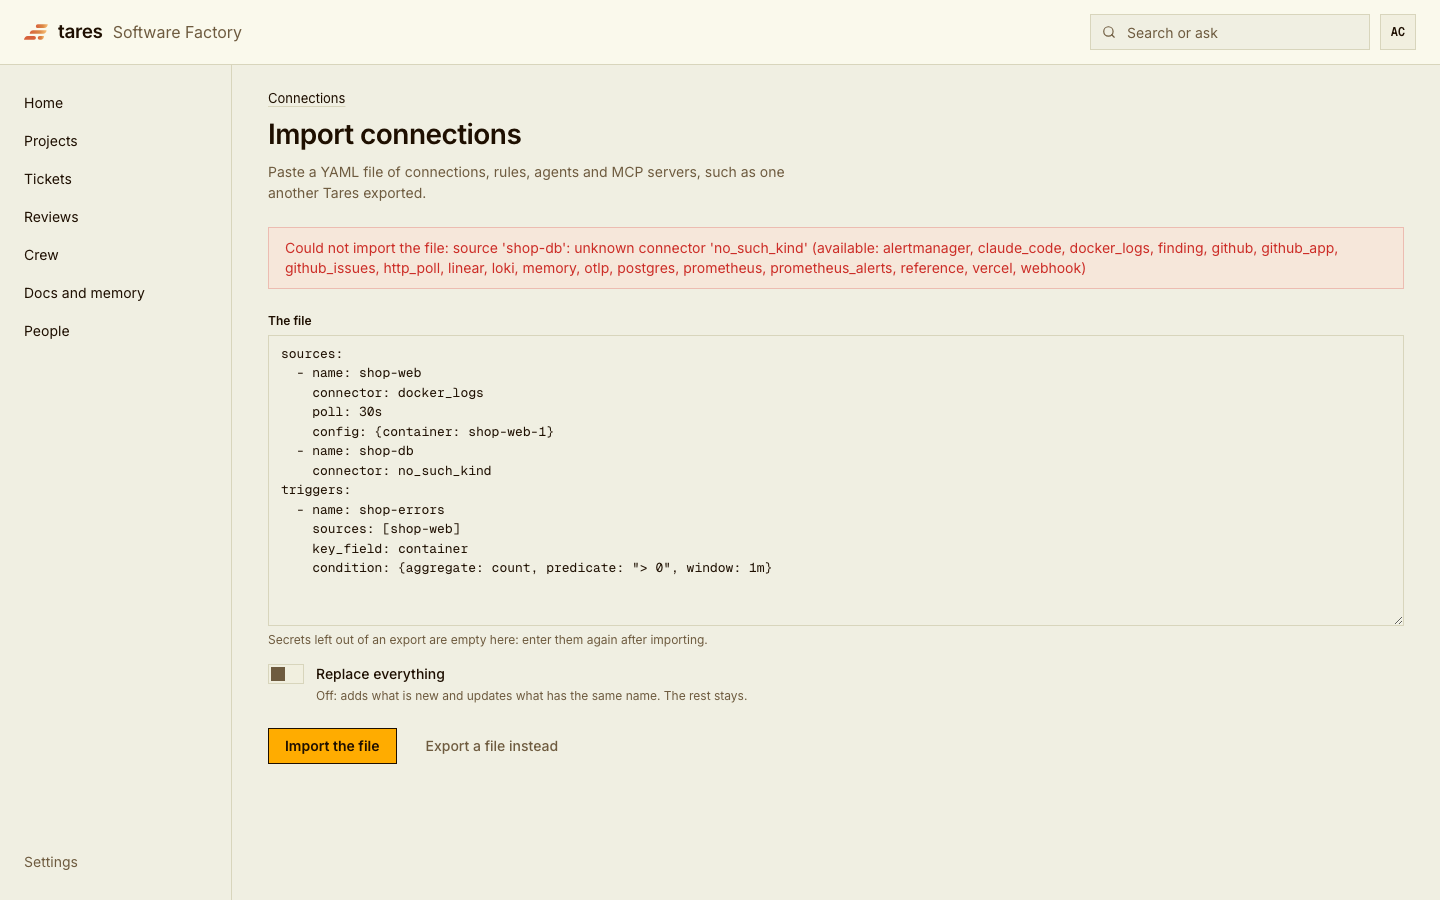 tares Software Factory
Search or ask
AC
Home
Projects
Tickets
Reviews
Crew
Docs and memory
People
Settings
Connections
Import connections
Paste a YAML file of connections, rules, agents and MCP servers, such as one
another Tares exported.
Could not import the file: source 'shop-db': unknown connector 'no_such_kind' (available: alertmanager, claude_code, docker_logs, finding, github, github_app,
github_issues, http_poll, linear, loki, memory, otlp, postgres, prometheus, prometheus_alerts, reference, vercel, webhook)
The file
sources:
  - name: shop-web
    connector: docker_logs
    poll: 30s
    config: {container: shop-web-1}
  - name: shop-db
    connector: no_such_kind
triggers:
  - name: shop-errors
    sources: [shop-web]
    key_field: container
    condition: {aggregate: count, predicate: "> 0", window: 1m}
Secrets left out of an export are empty here: enter them again after importing.
Replace everything
Off: adds what is new and updates what has the same name. The rest stays.
Import the file
Export a file instead